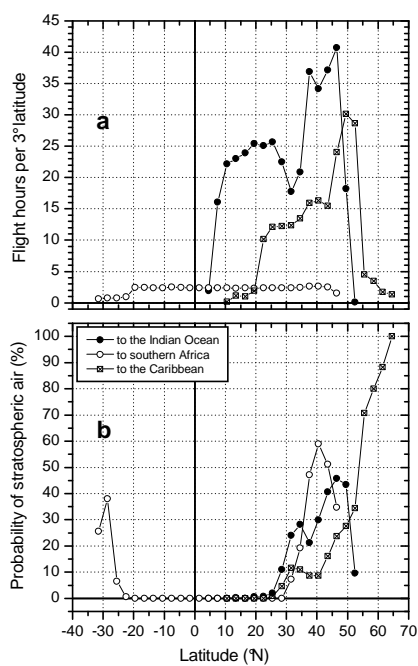 45
40
35
30
25
20
15
10
5
0
Flight hours per 3° latitude
a
100
90
80
70
60
50
40
30
20
10
0
Probability of stratospheric air (%)
to the Indian Ocean
to southern Africa
to the Caribbean
b
-40 -30 -20 -10 0 10 20 30 40 50 60 70
Latitude (°N)